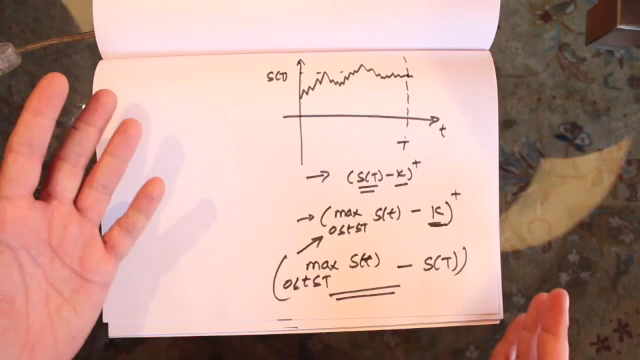 S(T)
t
T
→ (S(T) - K)⁺
→ (max S(t) - K)⁺
0≤t≤T
(max S(t) - S(T))
0≤t≤T